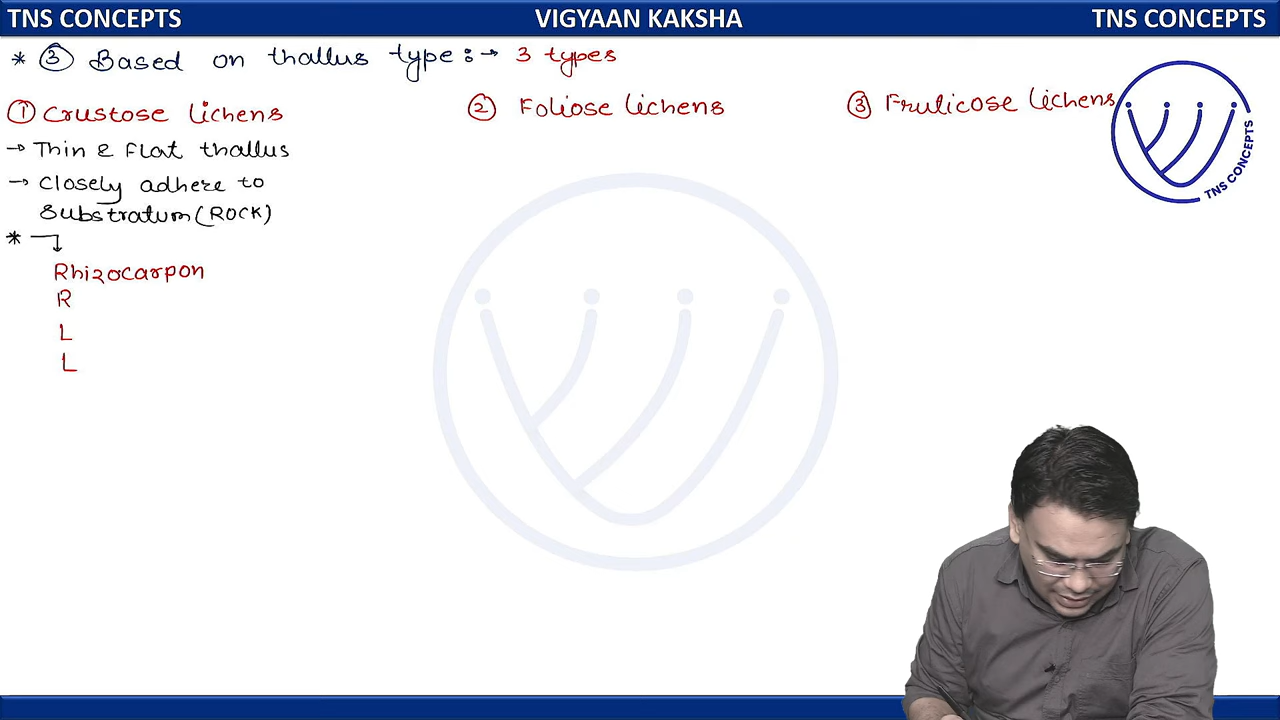 TNS CONCEPTS VIGYAAN KAKSHA TNS CONCEPTS
* ③ Based on thallus type :→ 3 types
① Crustose lichens
→ Thin & Flat thallus
→ Closely adhere to
Substratum (ROCK)
*
Rhizocarpon
R
L
L
② Foliose lichens
③ Fruticose lichens
TNS CONCEPTS